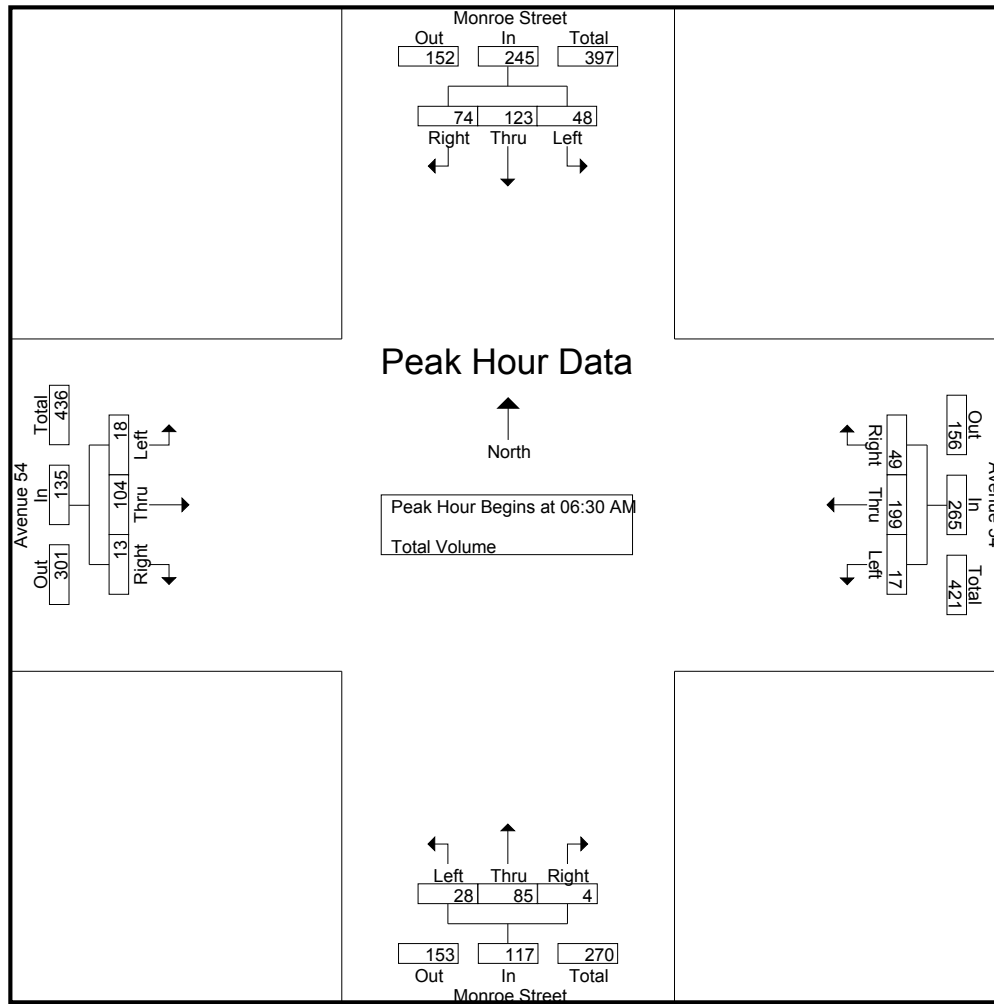 Monroe Street
Out In Total
152 245 397
74 123 48
Right Thru Left
Peak Hour Data
North
Peak Hour Begins at 06:30 AM
Total Volume
Avenue 54
Total In Out
436 135 301
18 104 13
Left Thru Right
Right Thru Left
49 199 17
Out In Total
156 265 421
Avenue 54
Left Thru Right
28 85 4
153 117 270
Out In Total
Monroe Street